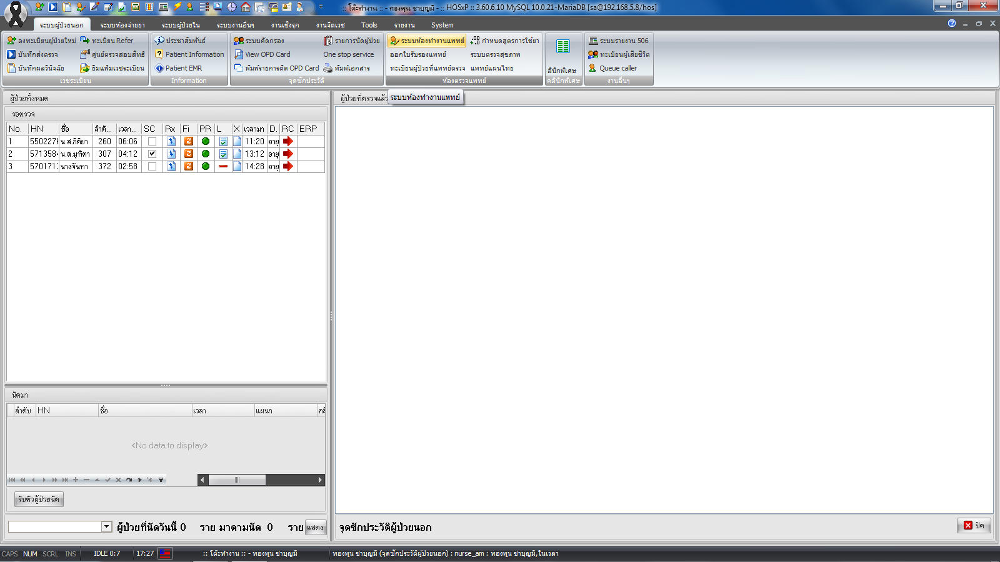 :: โต๊ะทำงาน :: - ทองพูน ชาบุญมี - :: HOSxP :: 3.60.6.10 MySQL 10.0.21-MariaDB [sa@192.168.5.8/hos]
ระบบผู้ป่วยนอก ระบบห้องจ่ายยา ระบบผู้ป่วยใน ระบบงานอื่นๆ งานเชิงรุก งานจิตเวช Tools รายงาน System
ลงทะเบียนผู้ป่วยใหม่ ทะเบียน Refer ประชาสัมพันธ์ ระบบคัดกรอง รายการนัดผู้ป่วย ระบบห้องทำงานแพทย์ กำหนดสูตรการใช้ยา ระบบรายงาน 506
บันทึกส่งตรวจ ศูนย์ตรวจสอบสิทธิ์ Patient Information View OPD Card One stop service ออกใบรับรองแพทย์ ระบบตรวจสุขภาพ ทะเบียนผู้เสียชีวิต
บันทึกผลวินิจฉัย ยืมแฟ้มเวชระเบียน Patient EMR พิมพ์รายการติด OPD Card พิมพ์เอกสาร ทะเบียนผู้ป่วยที่แพทย์ตรวจ แพทย์แผนไทย คลินิกพิเศษ Queue caller
เวชระเบียน Information จุดซักประวัติ ห้องตรวจแพทย์ คลินิกพิเศษ งานอื่นๆ
ผู้ป่วยทั้งหมด ผู้ป่วยที่ตรวจแล้ว ระบบห้องทำงานแพทย์
รอตรวจ
No. HN ชื่อ ลำดั... เวลา... SC Rx Fi PR L X เวลามา D. RC ERP
1 5502276 น.ส.กิติยา 260 06:06 11:20 อายุ
2 5713584 น.ส.มุทิตา 307 04:12 13:12 อายุ
3 5701713 นางจันทา 372 02:58 14:28 อายุ
นัดมา
ลำดับ HN ชื่อ เวลา แผนก คลิ
<No data to display>
รับตัวผู้ป่วยนัด
ผู้ป่วยที่นัดวันนี้ 0 ราย มาตามนัด 0 ราย แสดง จุดซักประวัติผู้ป่วยนอก ปิด
CAPS NUM SCRL INS IDLE 0:7 17:27 :: โต๊ะทำงาน :: - ทองพูน ชาบุญมี ทองพูน ชาบุญมี (จุดซักประวัติผู้ป่วยนอก) : nurse_am : ทองพูน ชาบุญมี,ในเวลา